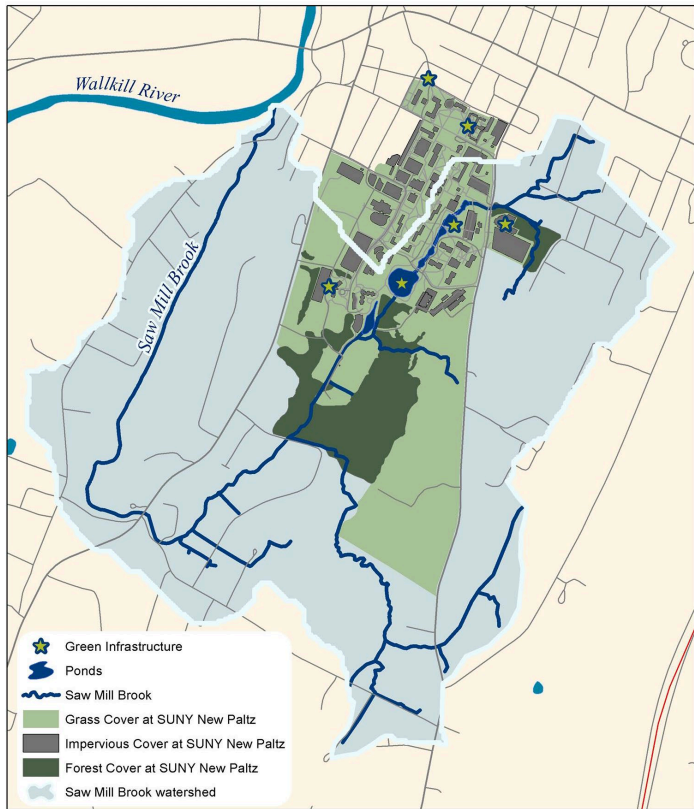 Wallkill River
Saw Mill Brook
Green Infrastructure
Ponds
Saw Mill Brook
Grass Cover at SUNY New Paltz
Impervious Cover at SUNY New Paltz
Forest Cover at SUNY New Paltz
Saw Mill Brook watershed